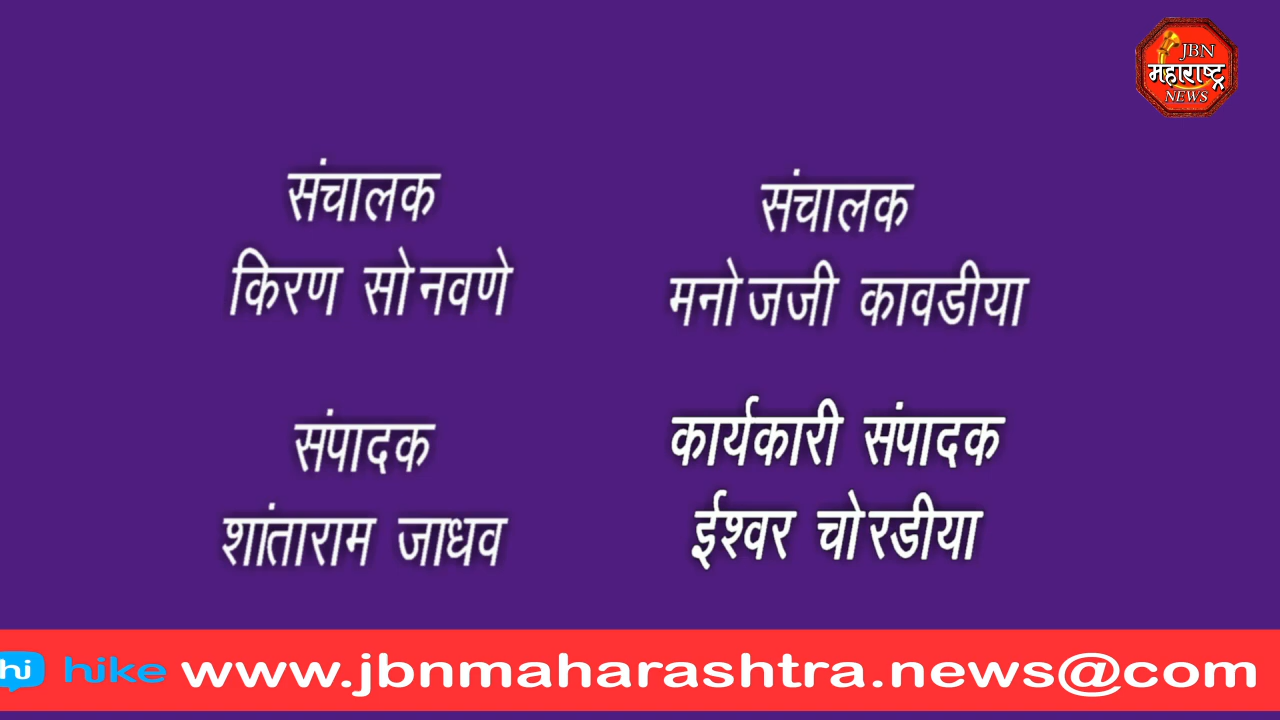 JBN
महाराष्ट्र
NEWS
संचालक
किरण सोनवणे
संचालक
मनोजजी कावडीया
संपादक
शांताराम जाधव
कार्यकारी संपादक
ईश्वर चोरडीया
hi hike www.jbnmaharashtra.news@com